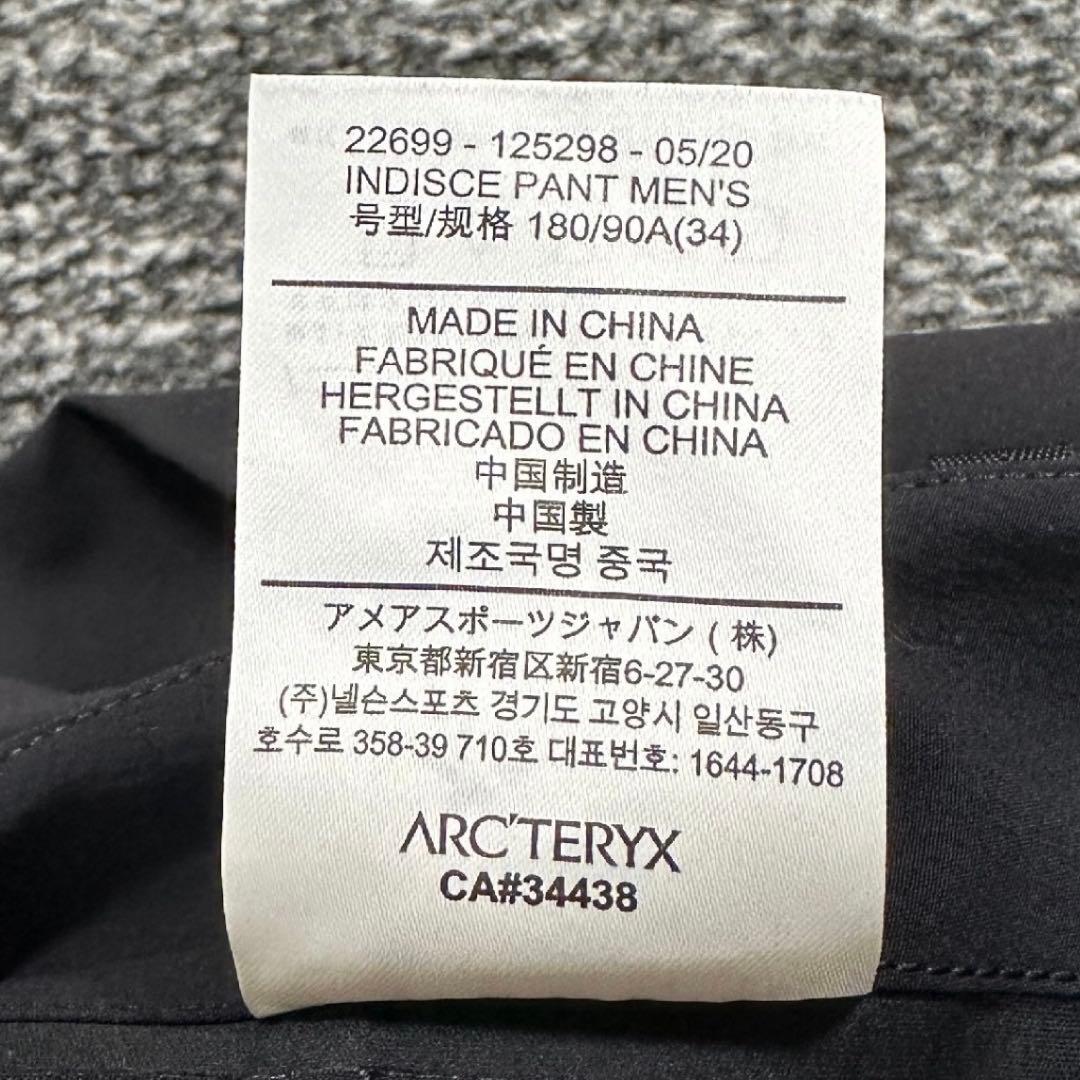 22699 - 125298 - 05/20
INDISCE PANT MEN'S
号型/规格 180/90A(34)
MADE IN CHINA
FABRIQUÉ EN CHINE
HERGESTELLT IN CHINA
FABRICADO EN CHINA
中国制造
中国製
제조국명 중국
アメアスポーツジャパン ( 株)
東京都新宿区新宿6-27-30
(주)넬슨스포츠 경기도 고양시 일산동구
호수로 358-39 710호 대표번호: 1644-1708
ARC'TERYX
CA#34438